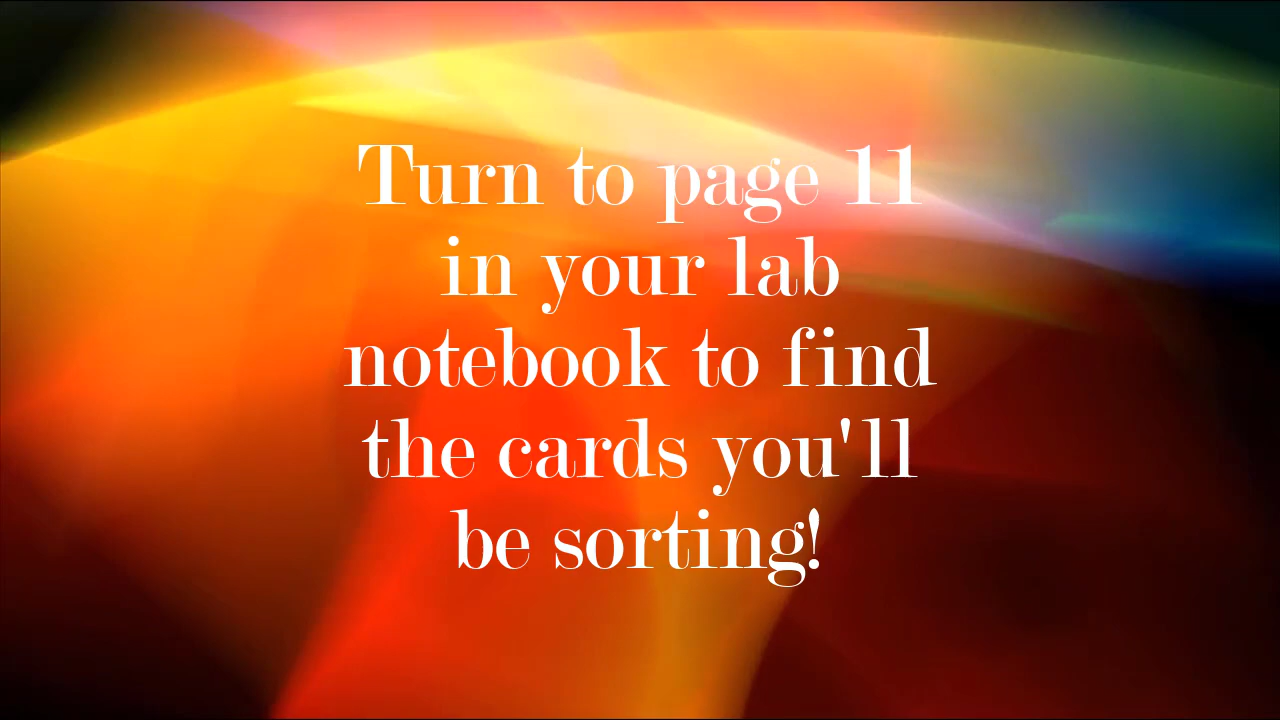 Turn to page 11
in your lab
notebook to find
the cards you'll
be sorting!